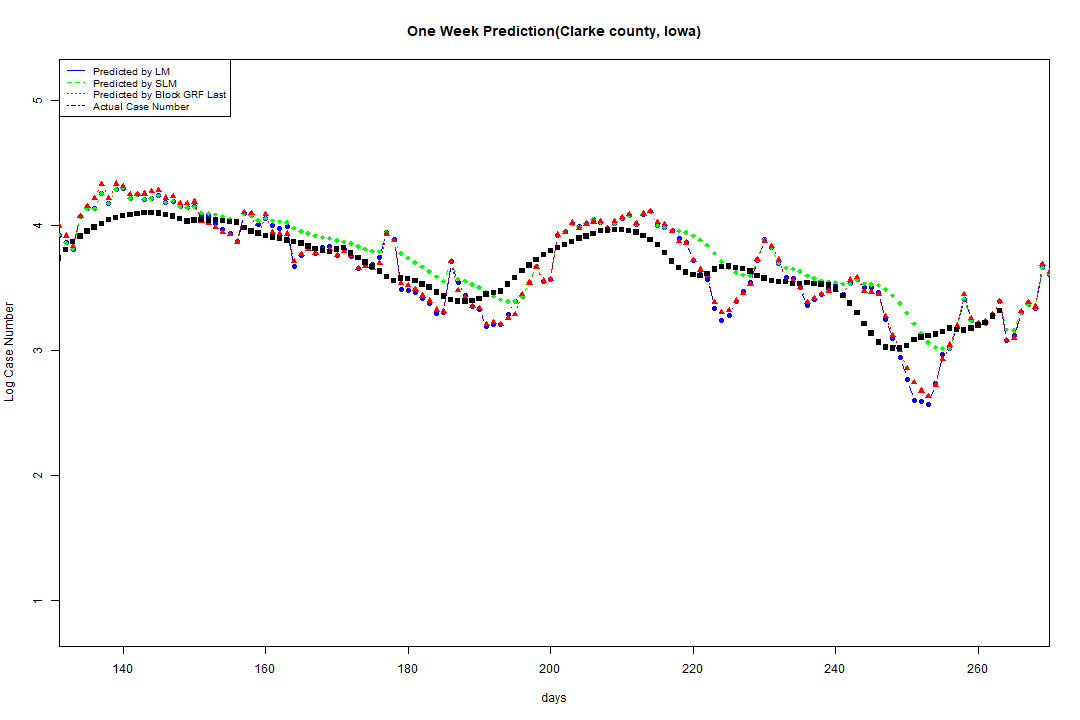 One Week Prediction(Clarke county, Iowa)
Predicted by LM
Predicted by SLM
Predicted by Block GRF Last
Actual Case Number
5
4
3
2
1
Log Case Number
140 160 180 200 220 240 260
days